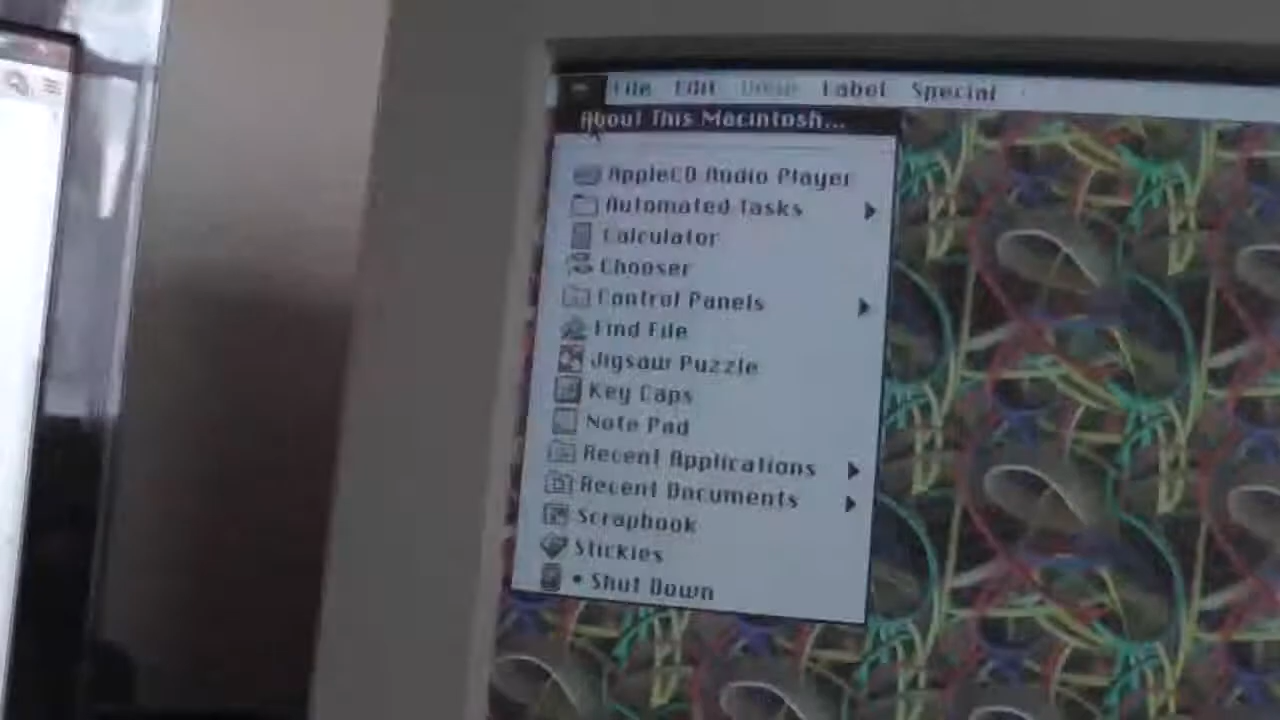 File Edit View Label Special
About This Macintosh...
AppleCD Audio Player
Automated Tasks
Calculator
Chooser
Control Panels
Find File
Jigsaw Puzzle
Key Caps
Note Pad
Recent Applications
Recent Documents
Scrapbook
Stickies
• Shut Down